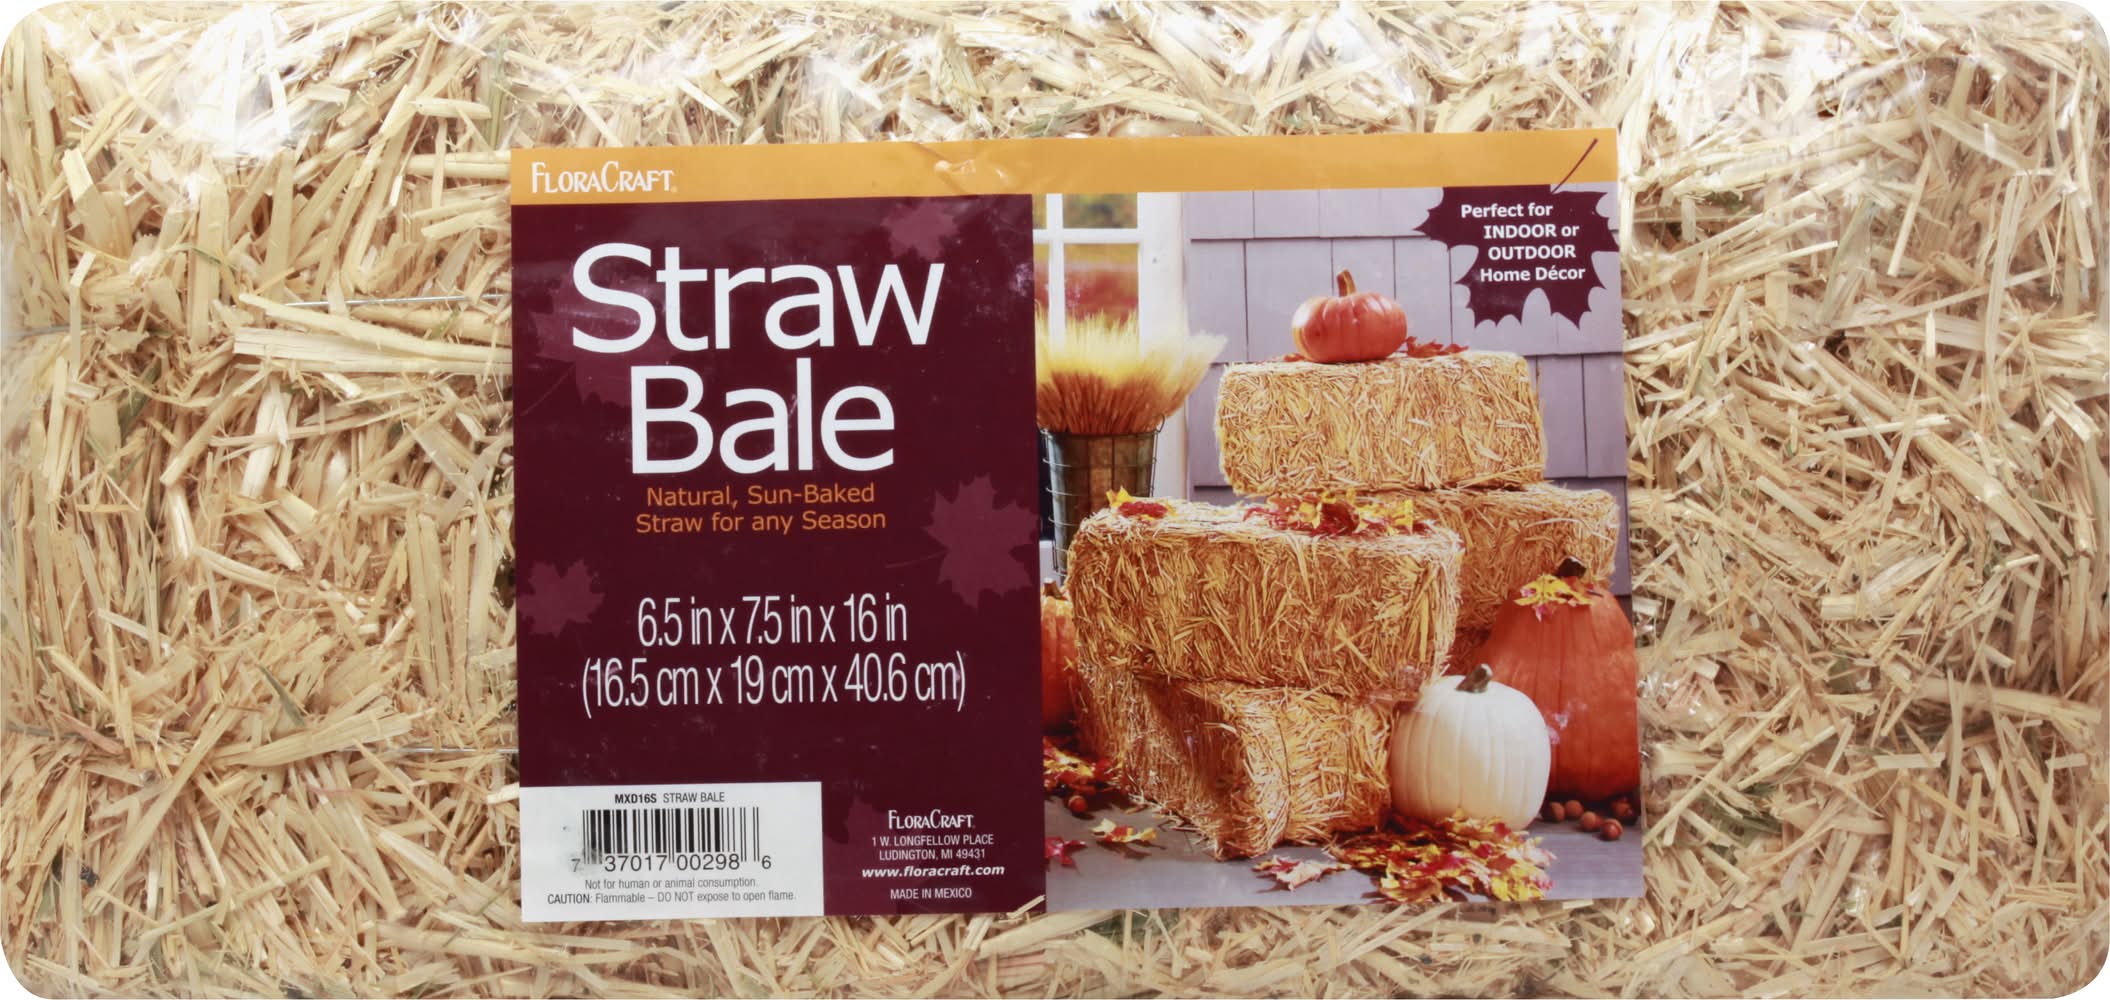 FLORACRAFT®
Perfect for
INDOOR or
OUTDOOR
Home Décor
Straw
Bale
Natural, Sun-Baked
Straw for any Season
6.5 in x 7.5 in x 16 in
(16.5 cm x 19 cm x 40.6 cm)
MXD16S STRAW BALE
7 37017 00298 6
Not for human or animal consumption.
CAUTION: Flammable – DO NOT expose to open flame.
FLORACRAFT®
1 W. LONGFELLOW PLACE
LUDINGTON, MI 49431
www.floracraft.com
MADE IN MEXICO